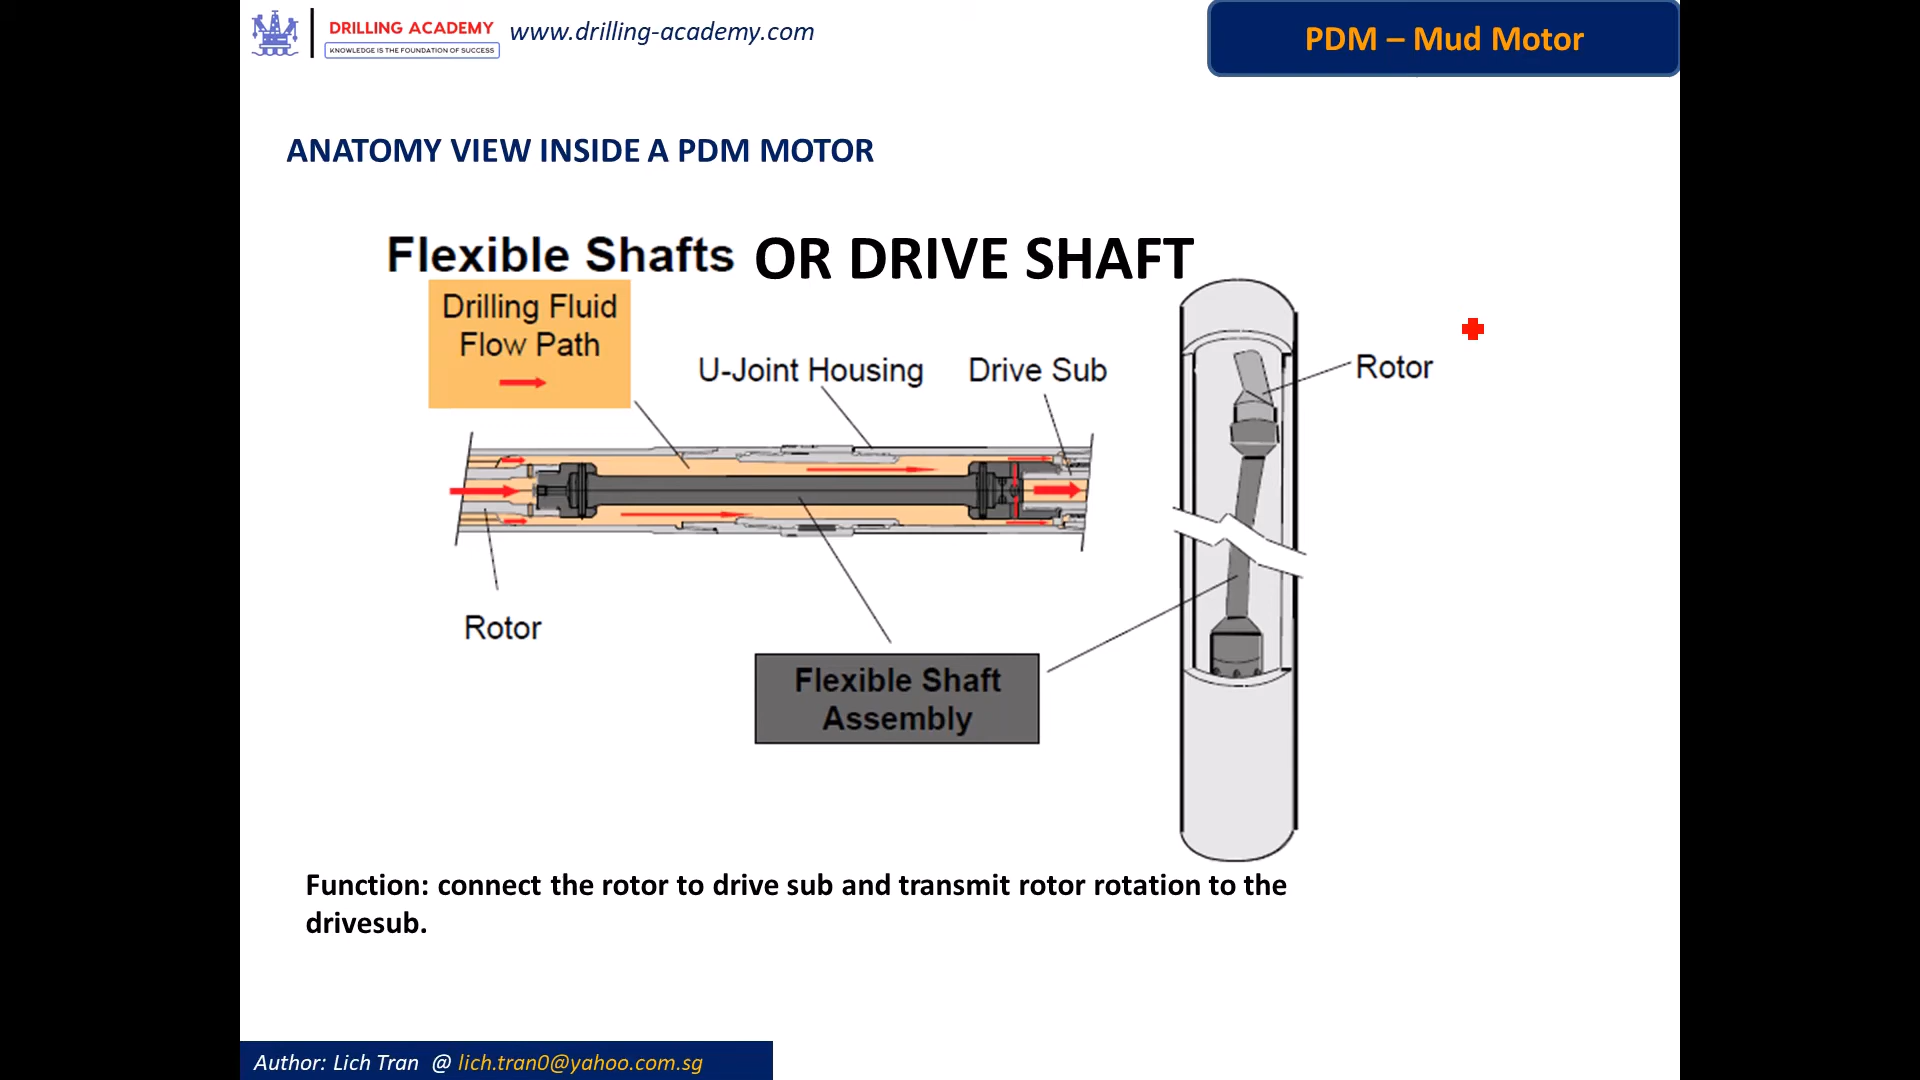 DRILLING ACADEMY
KNOWLEDGE IS THE FOUNDATION OF SUCCESS
www.drilling-academy.com
PDM – Mud Motor
ANATOMY VIEW INSIDE A PDM MOTOR
Flexible Shafts OR DRIVE SHAFT
Drilling Fluid
Flow Path
U-Joint Housing
Drive Sub
Rotor
Rotor
Flexible Shaft
Assembly
Function: connect the rotor to drive sub and transmit rotor rotation to the
drivesub.
Author: Lich Tran @ lich.tran0@yahoo.com.sg